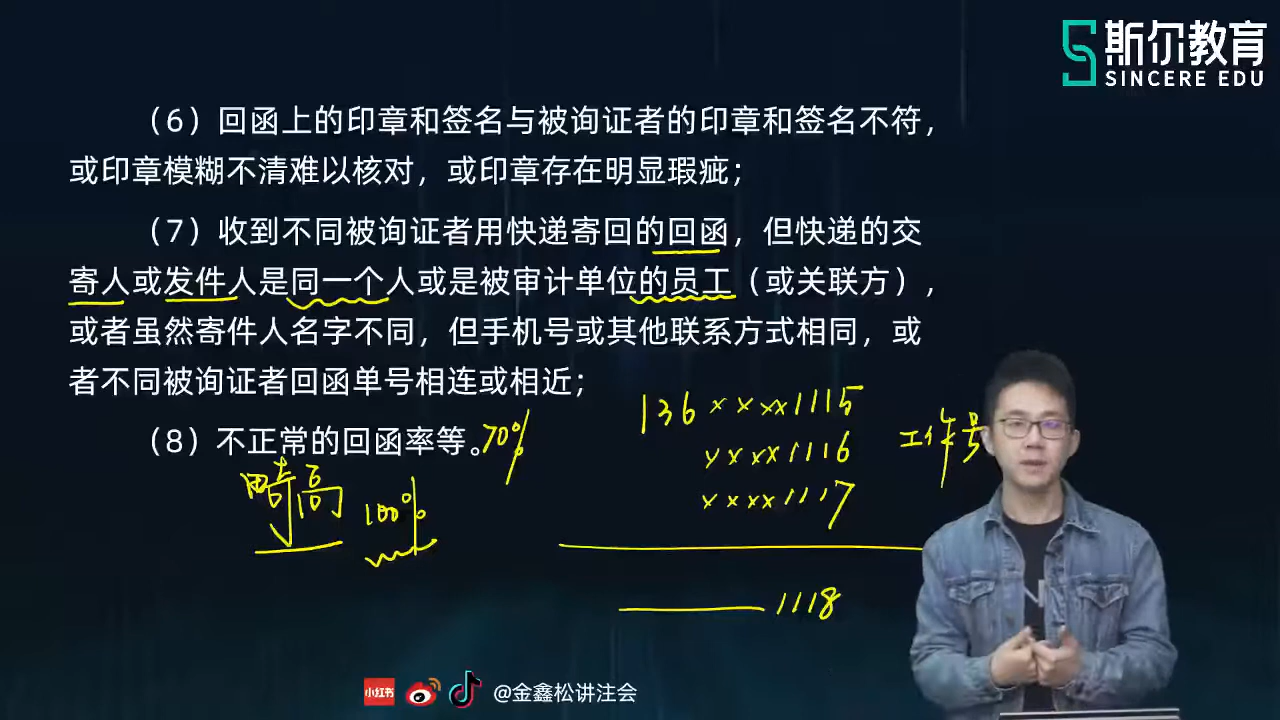 斯尔教育
SINCERE EDU
（6）回函上的印章和签名与被询证者的印章和签名不符，
或印章模糊不清难以核对，或印章存在明显瑕疵；
（7）收到不同被询证者用快递寄回的回函，但快递的交
寄人或发件人是同一个人或是被审计单位的员工（或关联方），
或者虽然寄件人名字不同，但手机号或其他联系方式相同，或
者不同被询证者回函单号相连或相近；
（8）不正常的回函率等。70%
畸高 100%
136 xxxx1115
xxxx1116 工作号
xxxx1117
1118
小红书 @金鑫松讲注会